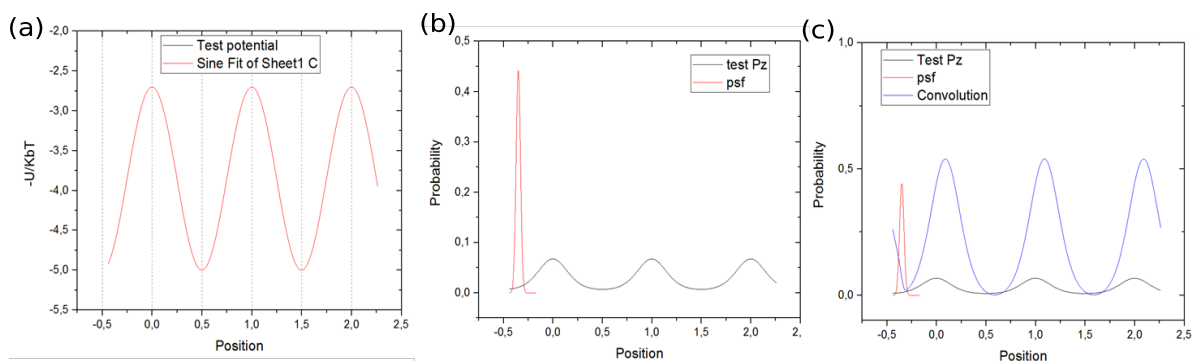 (a)
-2,0
-2,5
-3,0
-3,5
-4,0
-4,5
-5,0
-5,5
-U/KbT
Test potential
Sine Fit of Sheet1 C
-0,5 0,0 0,5 1,0 1,5 2,0 2,5
Position
(b)
0,5
0,4
0,3
0,2
0,1
0,0
Probability
test Pz
psf
-0,5 0,0 0,5 1,0 1,5 2,0 2,
Position
(c)
1,0
0,5
0,0
Probability
Test Pz
psf
Convolution
-0,5 0,0 0,5 1,0 1,5 2,0 2,5
Position